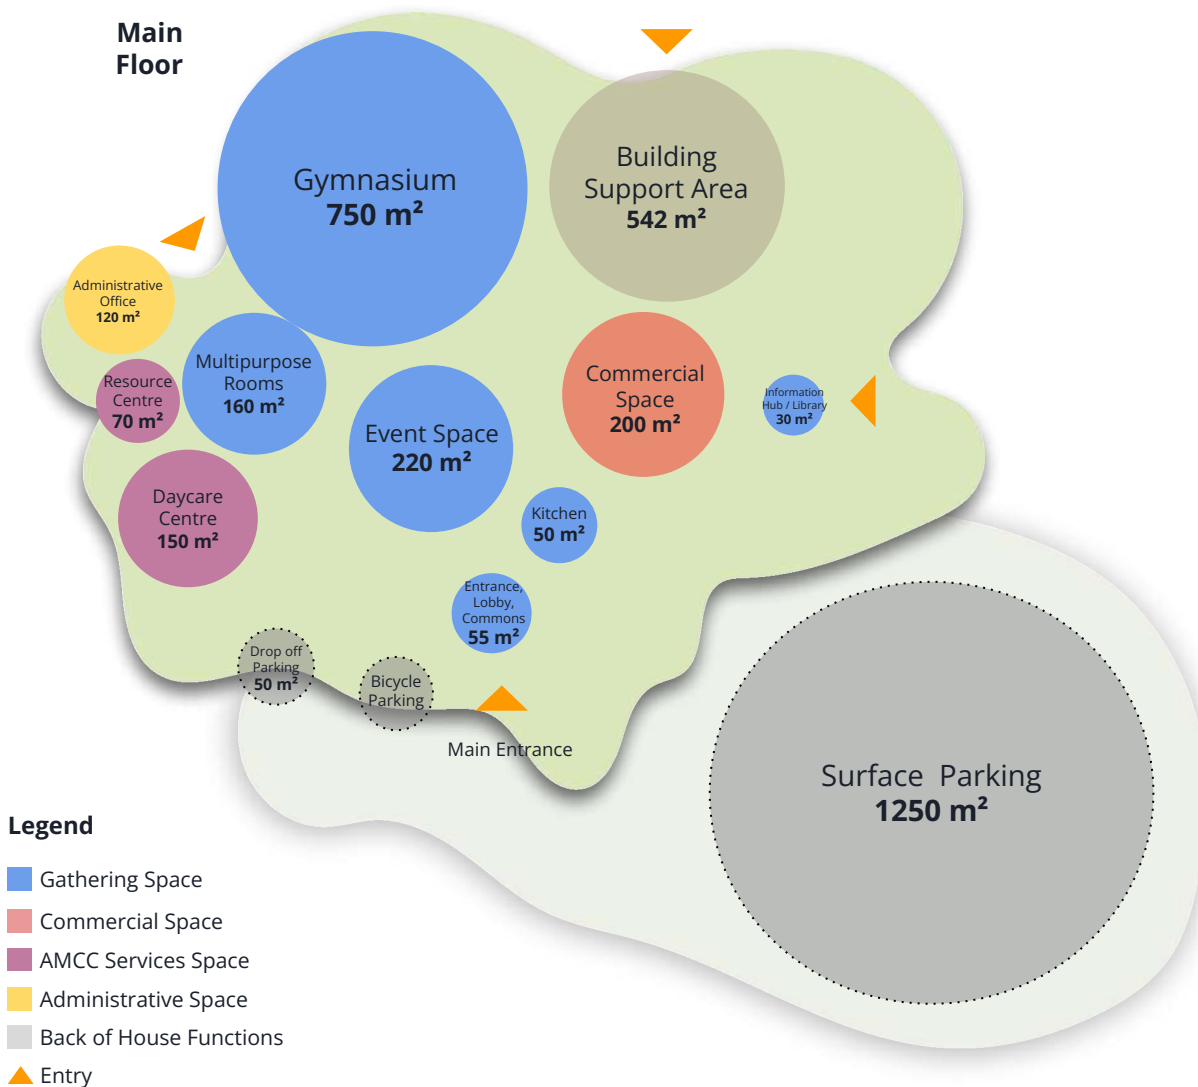 Main
Floor
Gymnasium
750 m²
Building
Support Area
542 m²
Administrative
Office
120 m²
Multipurpose
Rooms
160 m²
Resource
Centre
70 m²
Event Space
220 m²
Commercial
Space
200 m²
Information
Hub / Library
30 m²
Daycare
Centre
150 m²
Kitchen
50 m²
Entrance,
Lobby,
Commons
55 m²
Drop off
Parking
50 m²
Bicycle
Parking
Main Entrance
Surface Parking
1250 m²
Legend
Gathering Space
Commercial Space
AMCC Services Space
Administrative Space
Back of House Functions
Entry